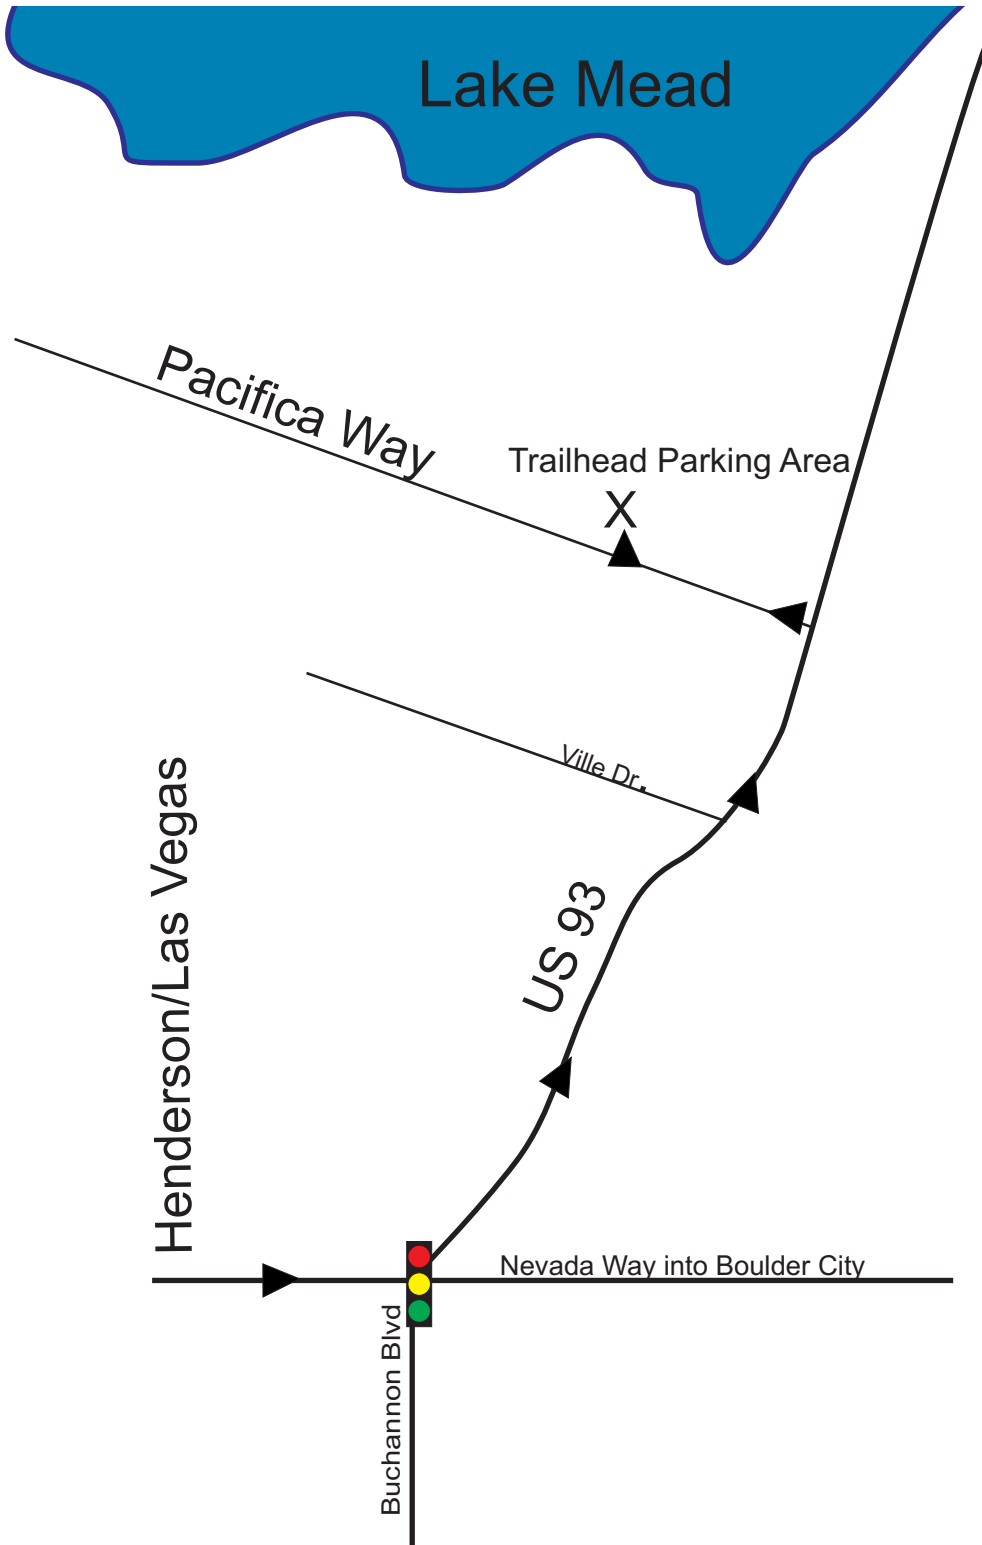 Lake Mead
Pacifica Way
Trailhead Parking Area
X
Ville Dr.
Henderson/Las Vegas
US 93
Nevada Way into Boulder City
Buchannon Blvd